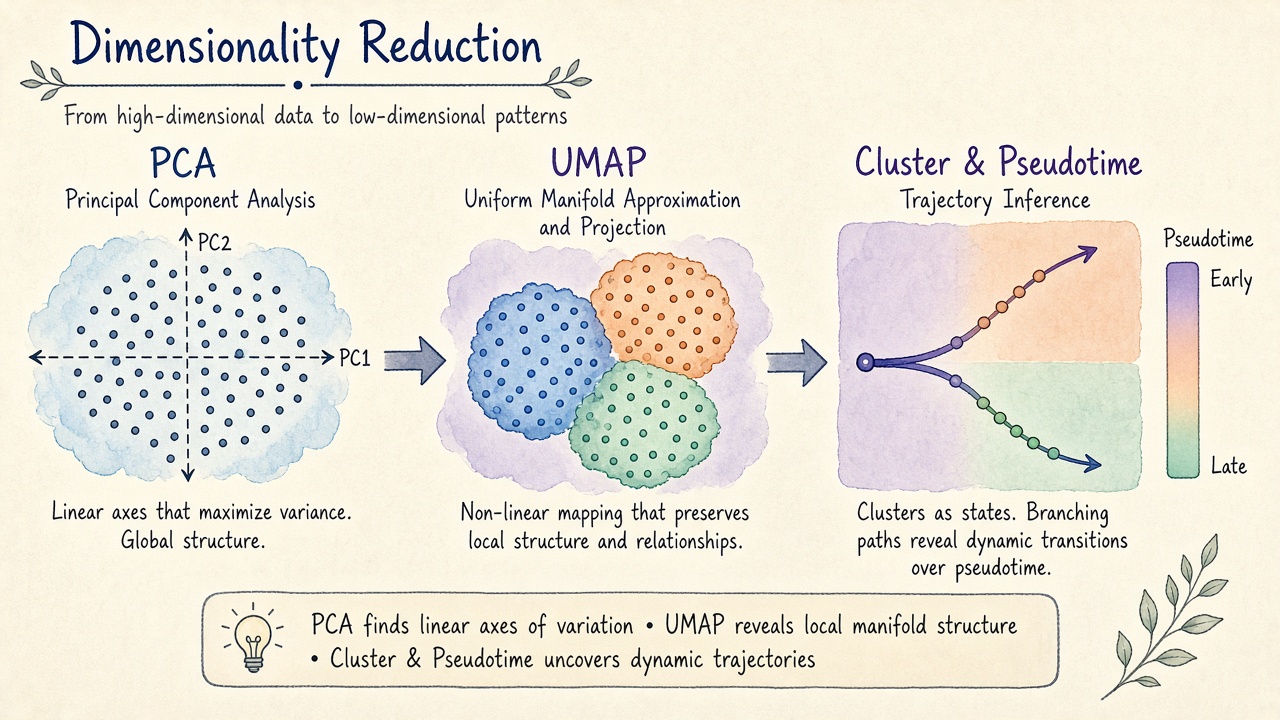 Dimensionality Reduction
From high-dimensional data to low-dimensional patterns
PCA
Principal Component Analysis
PC2
PC1
Linear axes that maximize variance.
Global structure.
UMAP
Uniform Manifold Approximation
and Projection
Non-linear mapping that preserves
local structure and relationships.
Cluster & Pseudotime
Trajectory Inference
Pseudotime
Early
Late
Clusters as states. Branching
paths reveal dynamic transitions
over pseudotime.
PCA finds linear axes of variation • UMAP reveals local manifold structure
• Cluster & Pseudotime uncovers dynamic trajectories